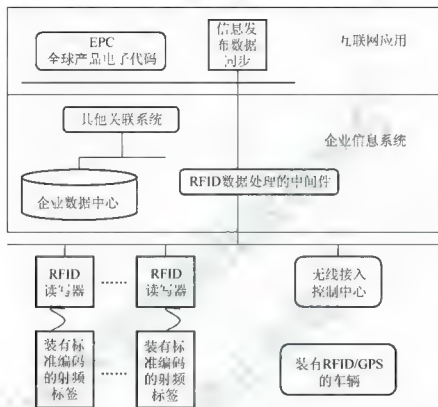 EPC
全球产品电子代码
信息发
布数据
同步
互联网应用
其他关联系统
企业信息系统
企业数据中心
RFID数据处理的中间件
RFID
读写器
......
RFID
读写器
无线接入
控制中心
装有标
准编码
的射频
标签
......
装有标
准编码
的射频
标签
装有RFID/GPS
的车辆